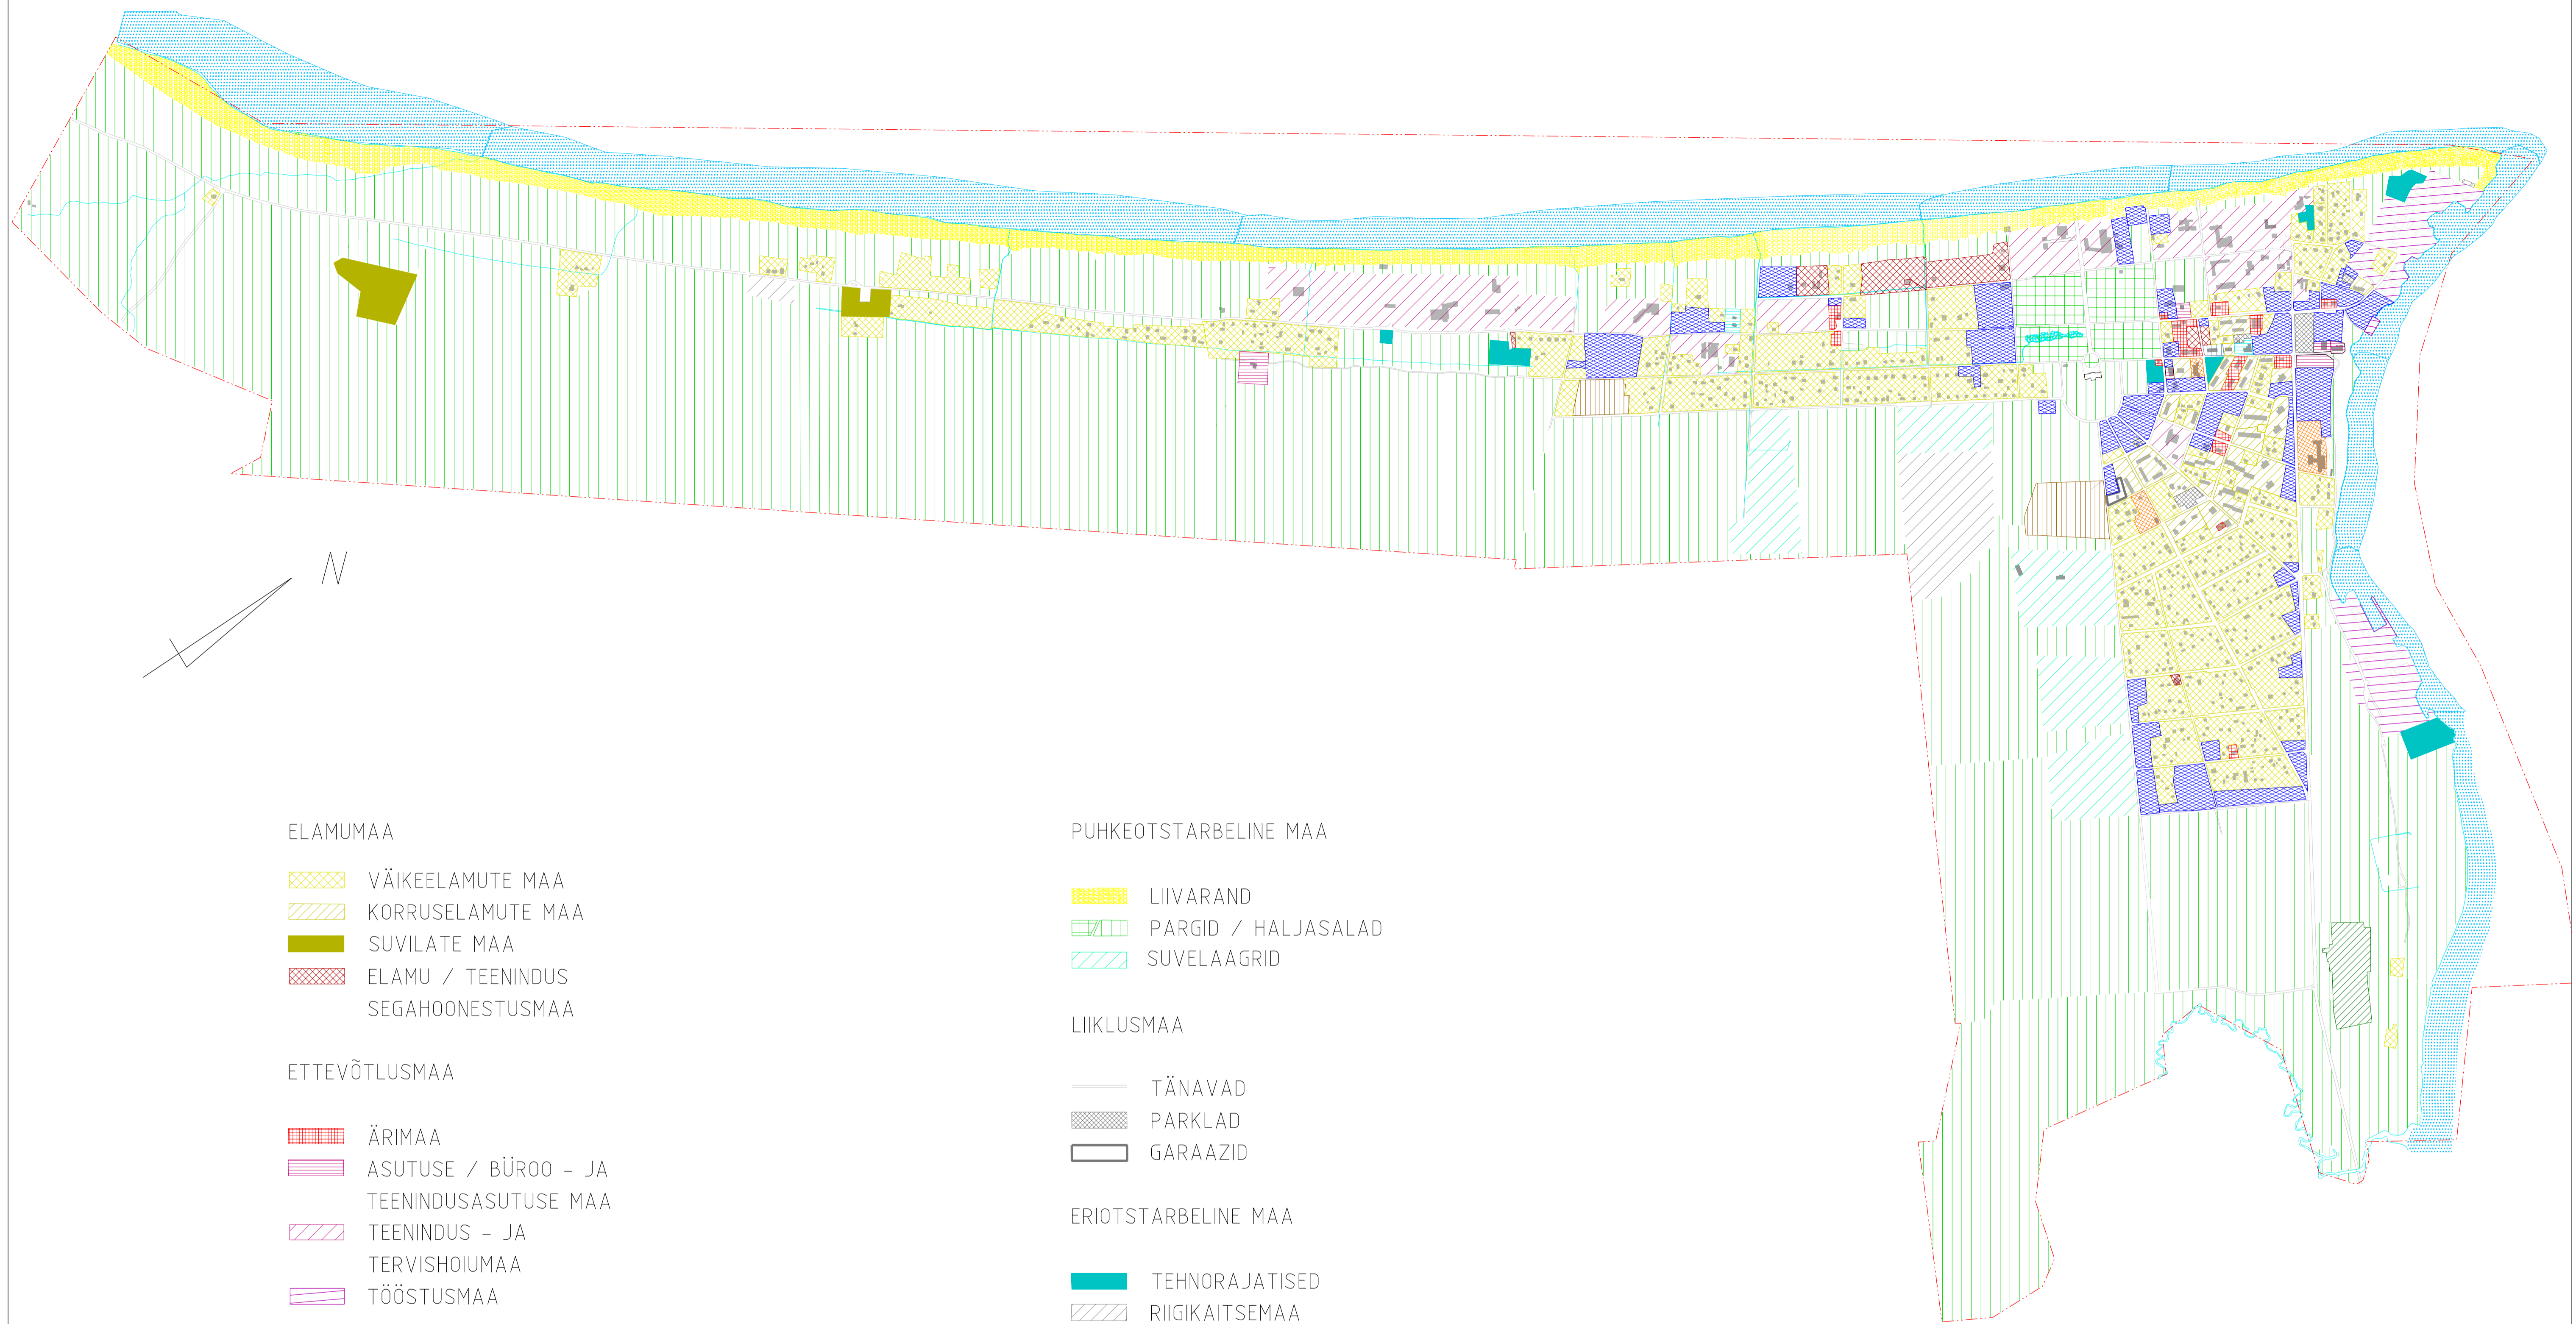 N
ELAMUMAA
VÄIKEELAMUTE MAA
KORRUSELAMUTE MAA
SUVILATE MAA
ELAMU / TEENINDUS
SEGAHOONESTUSMAA
ETTEVÕTLUSMAA
ÄRIMAA
ASUTUSE / BÜROO - JA
TEENINDUSASUTUSE MAA
TEENINDUS - JA
TERVISHOIUMAA
TÖÖSTUSMAA
PUHKEOTSTARBELINE MAA
LIIVARAND
PARGID / HALJASALAD
SUVELAAGRID
LIIKLUSMAA
TÄNAVAD
PARKLAD
GARAAZID
ERIOTSTARBELINE MAA
TEHNORAJATISED
RIIGIKAITSEMAA